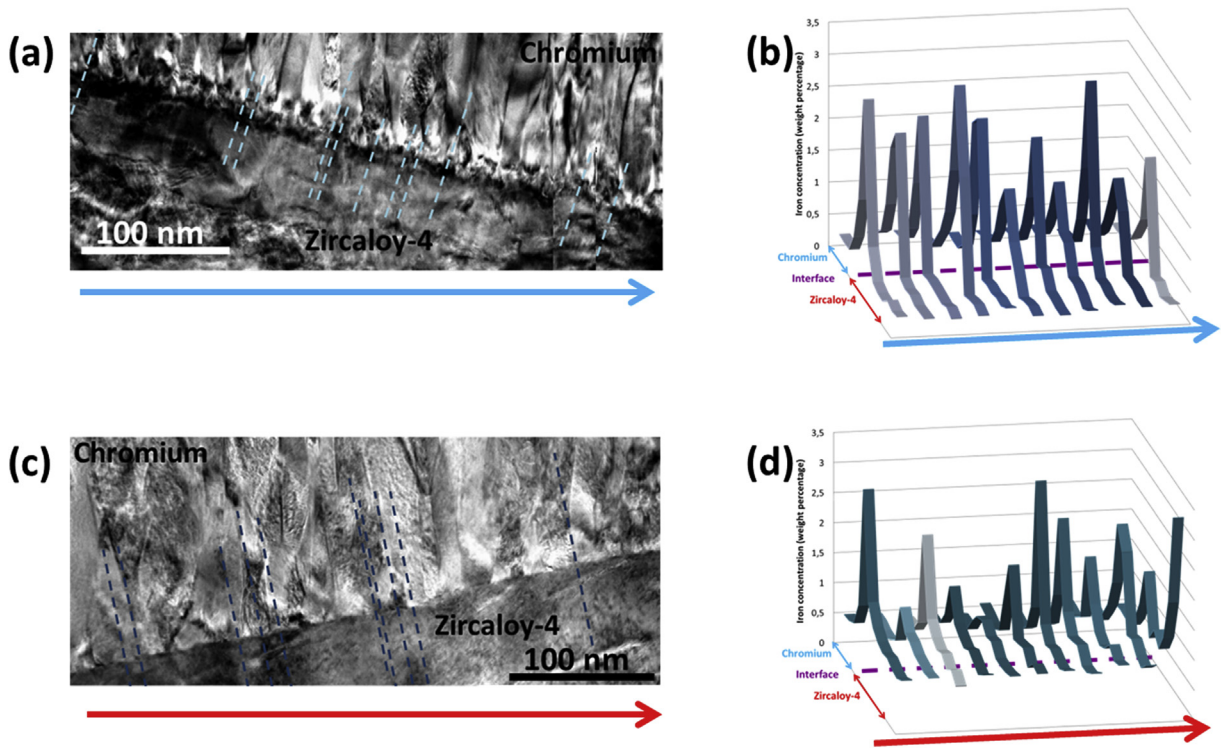 (a)
Chromium
Zircaloy-4
100 nm
(b)
Iron concentration (weight percentage)
3,5
3
2,5
2
1,5
1
0,5
0
Chromium
Interface
Zircaloy-4
(c)
Chromium
Zircaloy-4
100 nm
(d)
Iron concentration (weight percentage)
3,5
3
2,5
2
1,5
1
0,5
0
Chromium
Interface
Zircaloy-4